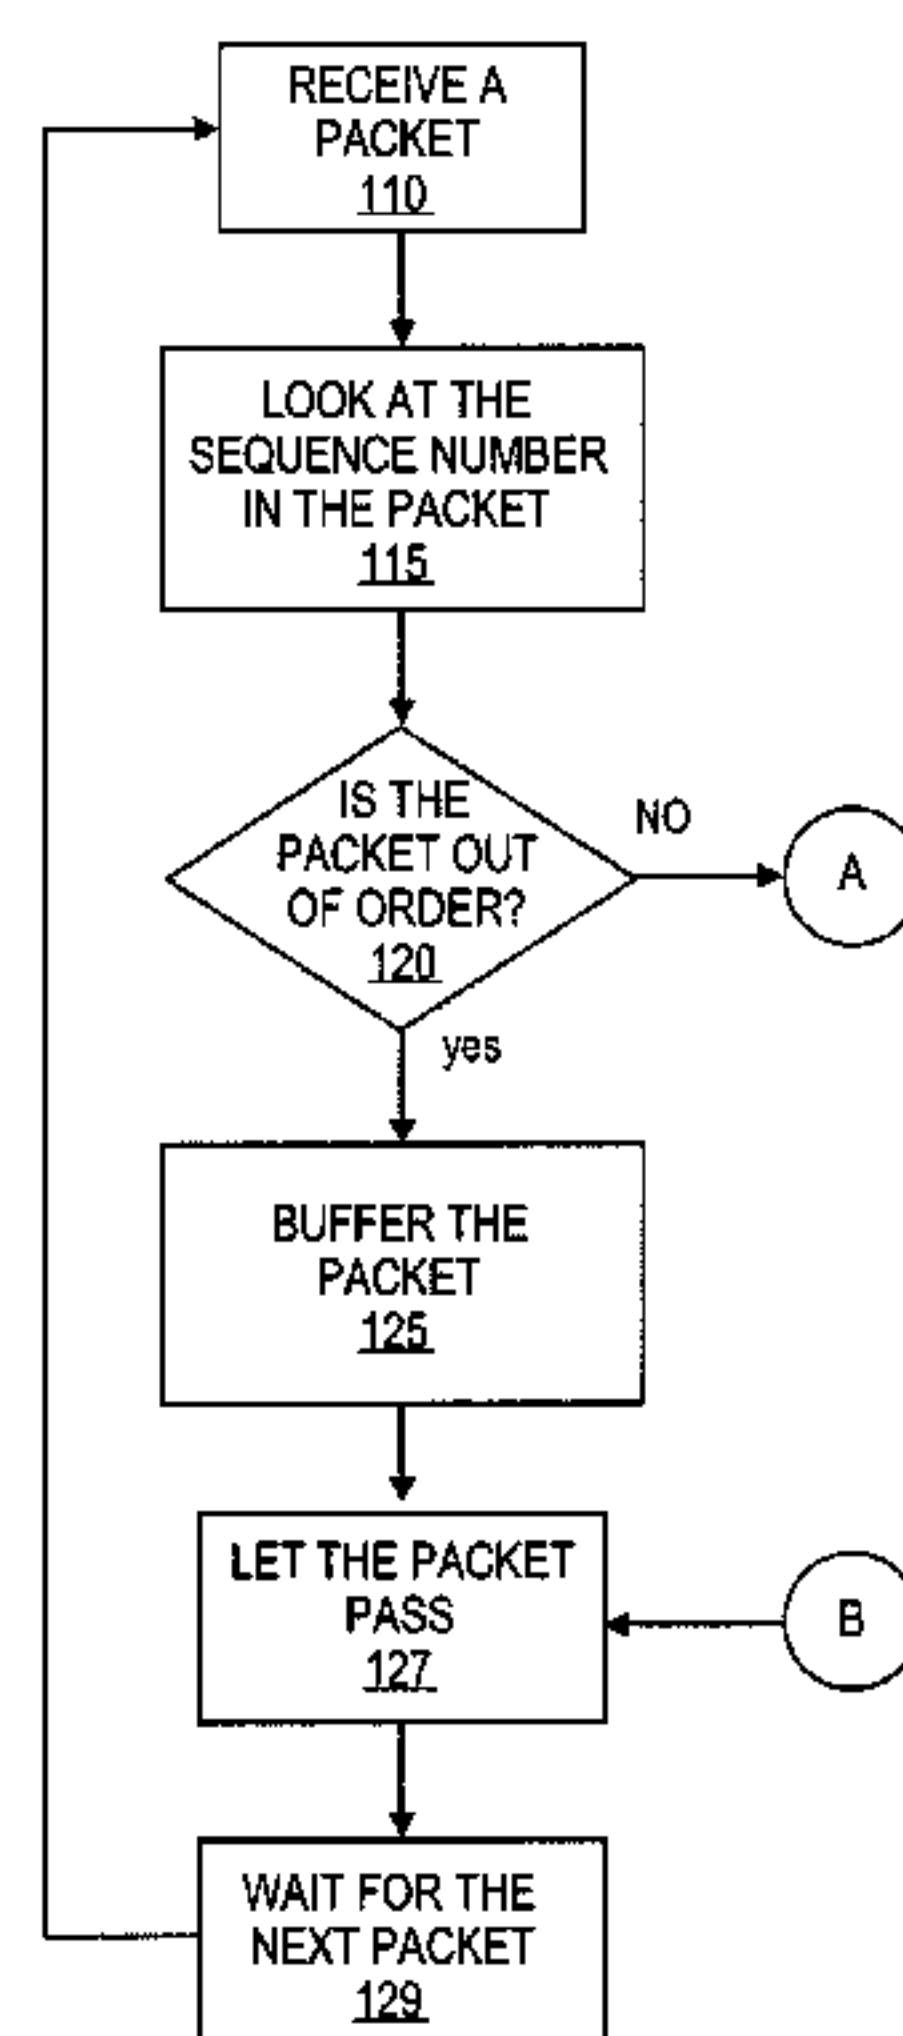 RECEIVE A
PACKET
110
LOOK AT THE
SEQUENCE NUMBER
IN THE PACKET
115
IS THE
PACKET OUT
OF ORDER?
120
NO
A
yes
BUFFER THE
PACKET
125
LET THE PACKET
PASS
127
B
WAIT FOR THE
NEXT PACKET
129